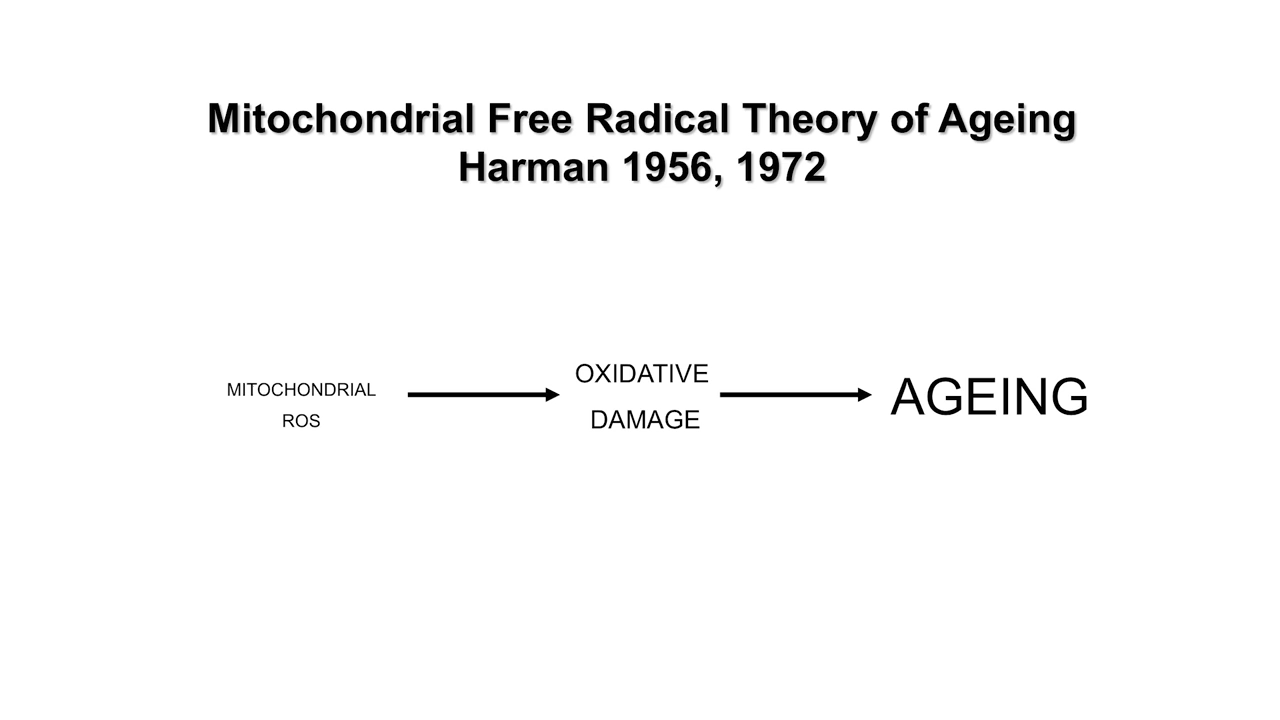 Mitochondrial Free Radical Theory of Ageing
Harman 1956, 1972
MITOCHONDRIAL
ROS
OXIDATIVE
DAMAGE
AGEING